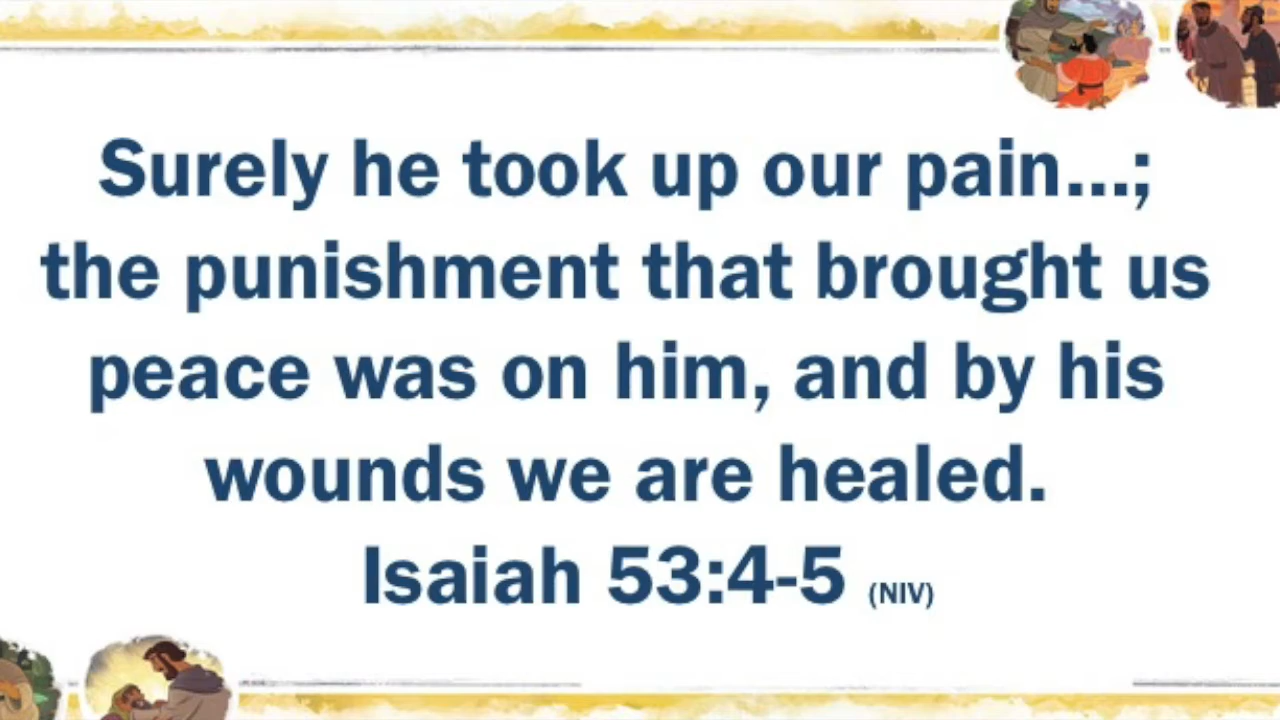 Surely he took up our pain...;
the punishment that brought us
peace was on him, and by his
wounds we are healed.
Isaiah 53:4-5 (NIV)